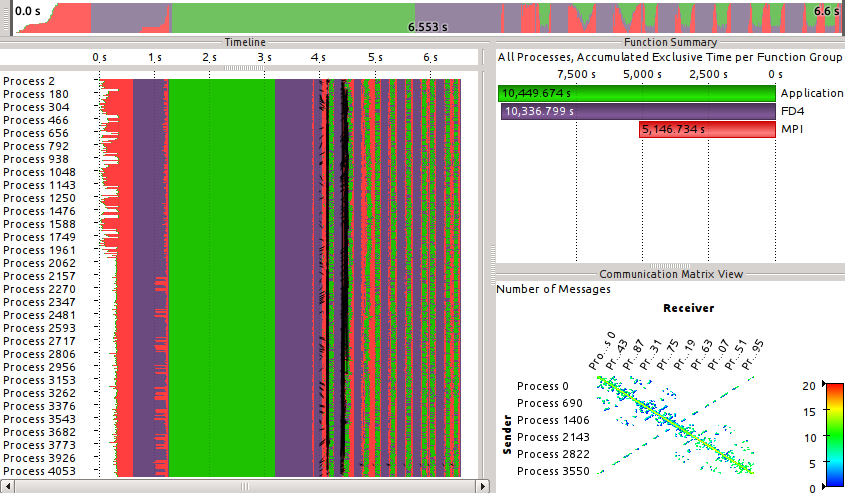 0.0 s
6.6 s
6.553 s
Timeline
0 s 1 s 2 s 3 s 4 s 5 s 6 s
Process 2
Process 180
Process 304
Process 466
Process 656
Process 792
Process 938
Process 1048
Process 1143
Process 1250
Process 1476
Process 1588
Process 1749
Process 1961
Process 2062
Process 2157
Process 2270
Process 2347
Process 2481
Process 2593
Process 2717
Process 2806
Process 2956
Process 3153
Process 3262
Process 3376
Process 3543
Process 3682
Process 3773
Process 3926
Process 4053
Function Summary
All Processes, Accumulated Exclusive Time per Function Group
7,500 s 5,000 s 2,500 s 0 s
10,449.674 s Application
10,336.799 s FD4
5,146.734 s MPI
Communication Matrix View
Number of Messages
Receiver
Pro...s 0
Pr...43
Pr...87
Pr...31
Pr...75
Pr...19
Pr...63
Pr...07
Pr...51
Pr...95
Sender
Process 0
Process 690
Process 1406
Process 2143
Process 2822
Process 3550
20
15
10
5
0